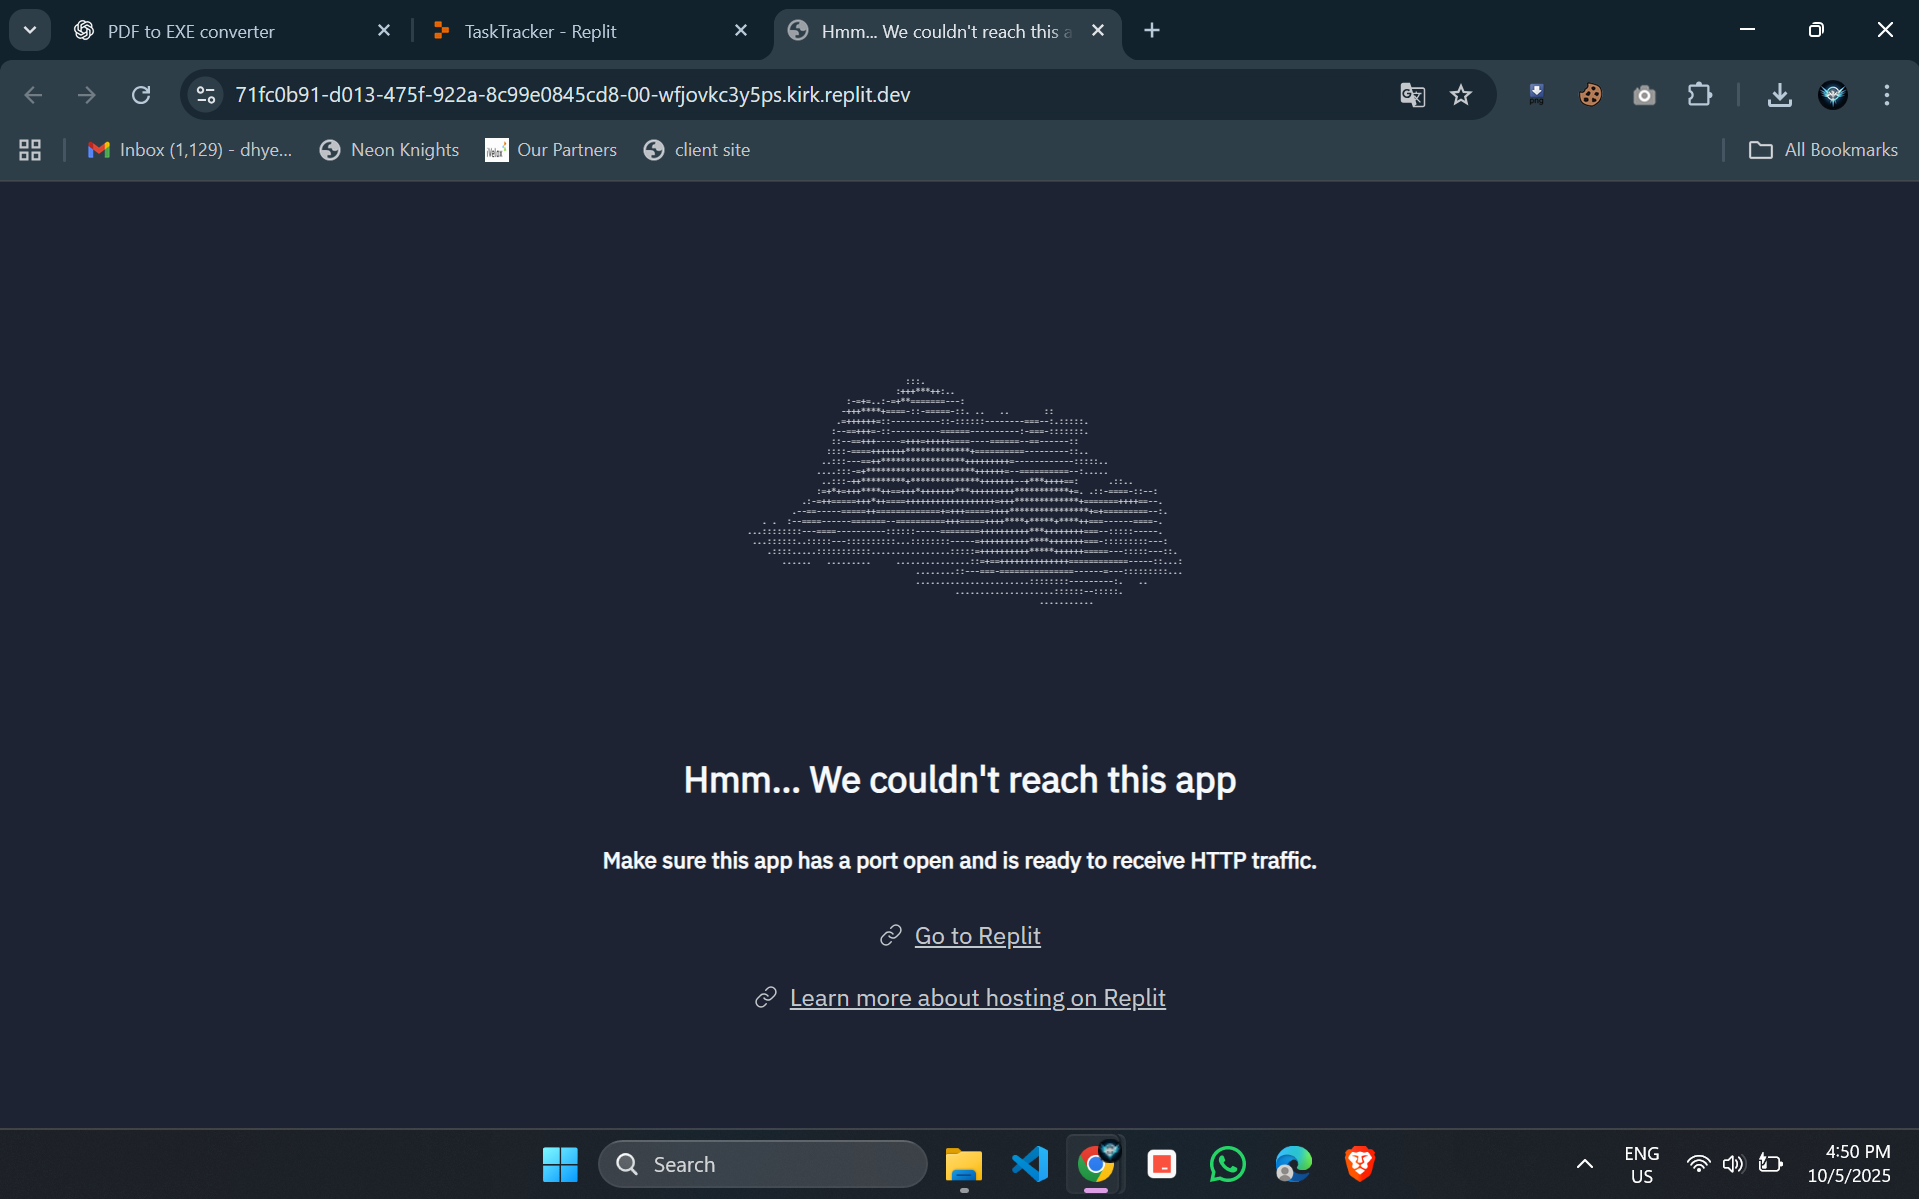 PDF to EXE converter
TaskTracker - Replit
Hmm... We couldn't reach this a
71fc0b91-d013-475f-922a-8c99e0845cd8-00-wfjovkc3y5ps.kirk.replit.dev
png
Inbox (1,129) - dhye...
Neon Knights
iVelox
Our Partners
client site
All Bookmarks
Hmm... We couldn't reach this app
Make sure this app has a port open and is ready to receive HTTP traffic.
Go to Replit
Learn more about hosting on Replit
Search
ENG
US
4:50 PM
10/5/2025